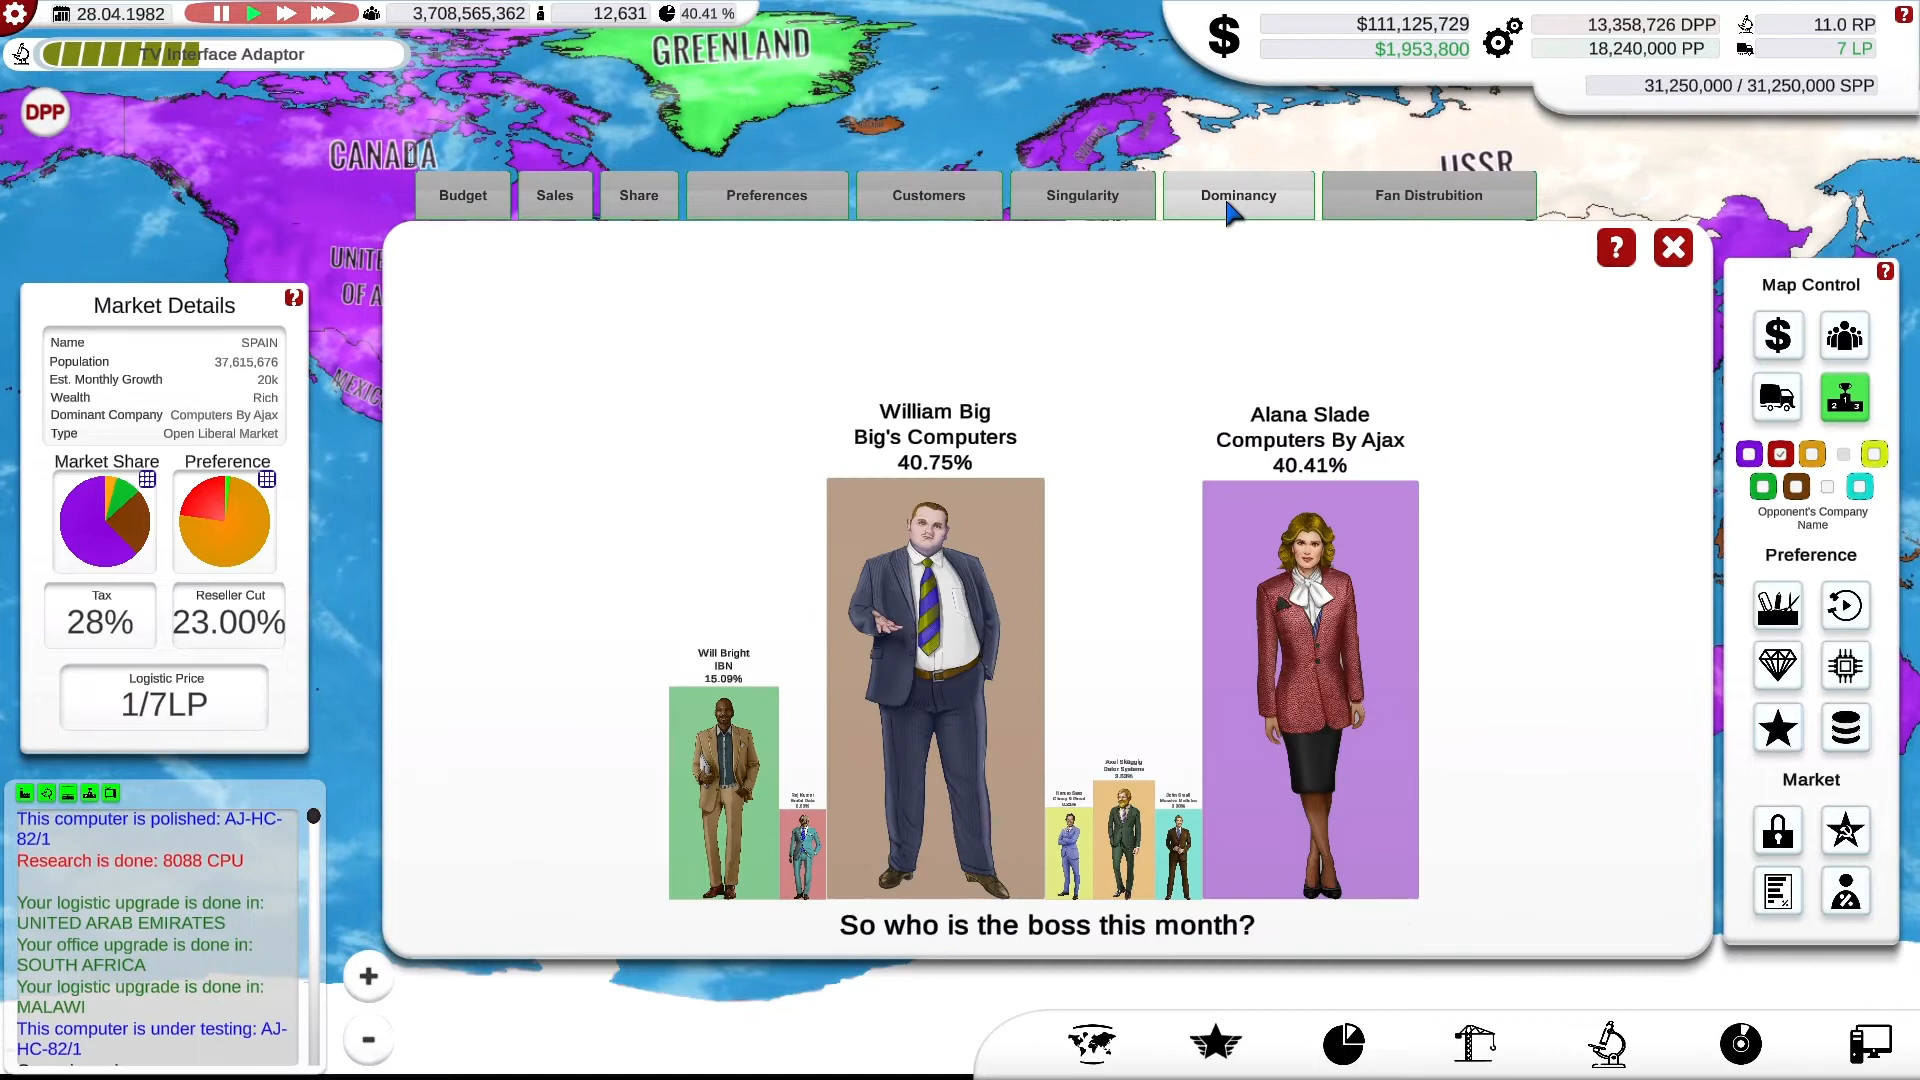 28.04.1982
3,708,565,362
12,631
40.41 %
$111,125,729
$1,953,800
13,358,726 DPP
18,240,000 PP
11.0 RP
7 LP
31,250,000 / 31,250,000 SPP
?
TV Interface Adaptor
DPP
GREENLAND
CANADA
USSR
UNITE
OF A
MEXIC
Budget
Sales
Share
Preferences
Customers
Singularity
Dominancy
Fan Distrubition
?
Market Details
?
Name SPAIN
Population 37,615,676
Est. Monthly Growth 20k
Wealth Rich
Dominant Company Computers By Ajax
Type Open Liberal Market
Market Share
Preference
Tax
28%
Reseller Cut
23.00%
Logistic Price
1/7LP
This computer is polished: AJ-HC-
82/1
Research is done: 8088 CPU
Your logistic upgrade is done in:
UNITED ARAB EMIRATES
Your office upgrade is done in:
SOUTH AFRICA
Your logistic upgrade is done in:
MALAWI
This computer is under testing: AJ-
HC-82/1
Will Bright
IBN
15.09%
William Big
Big's Computers
40.75%
Alana Slade
Computers By Ajax
40.41%
So who is the boss this month?
+
-
Map Control
?
2 1 3
Opponent's Company
Name
Preference
Market